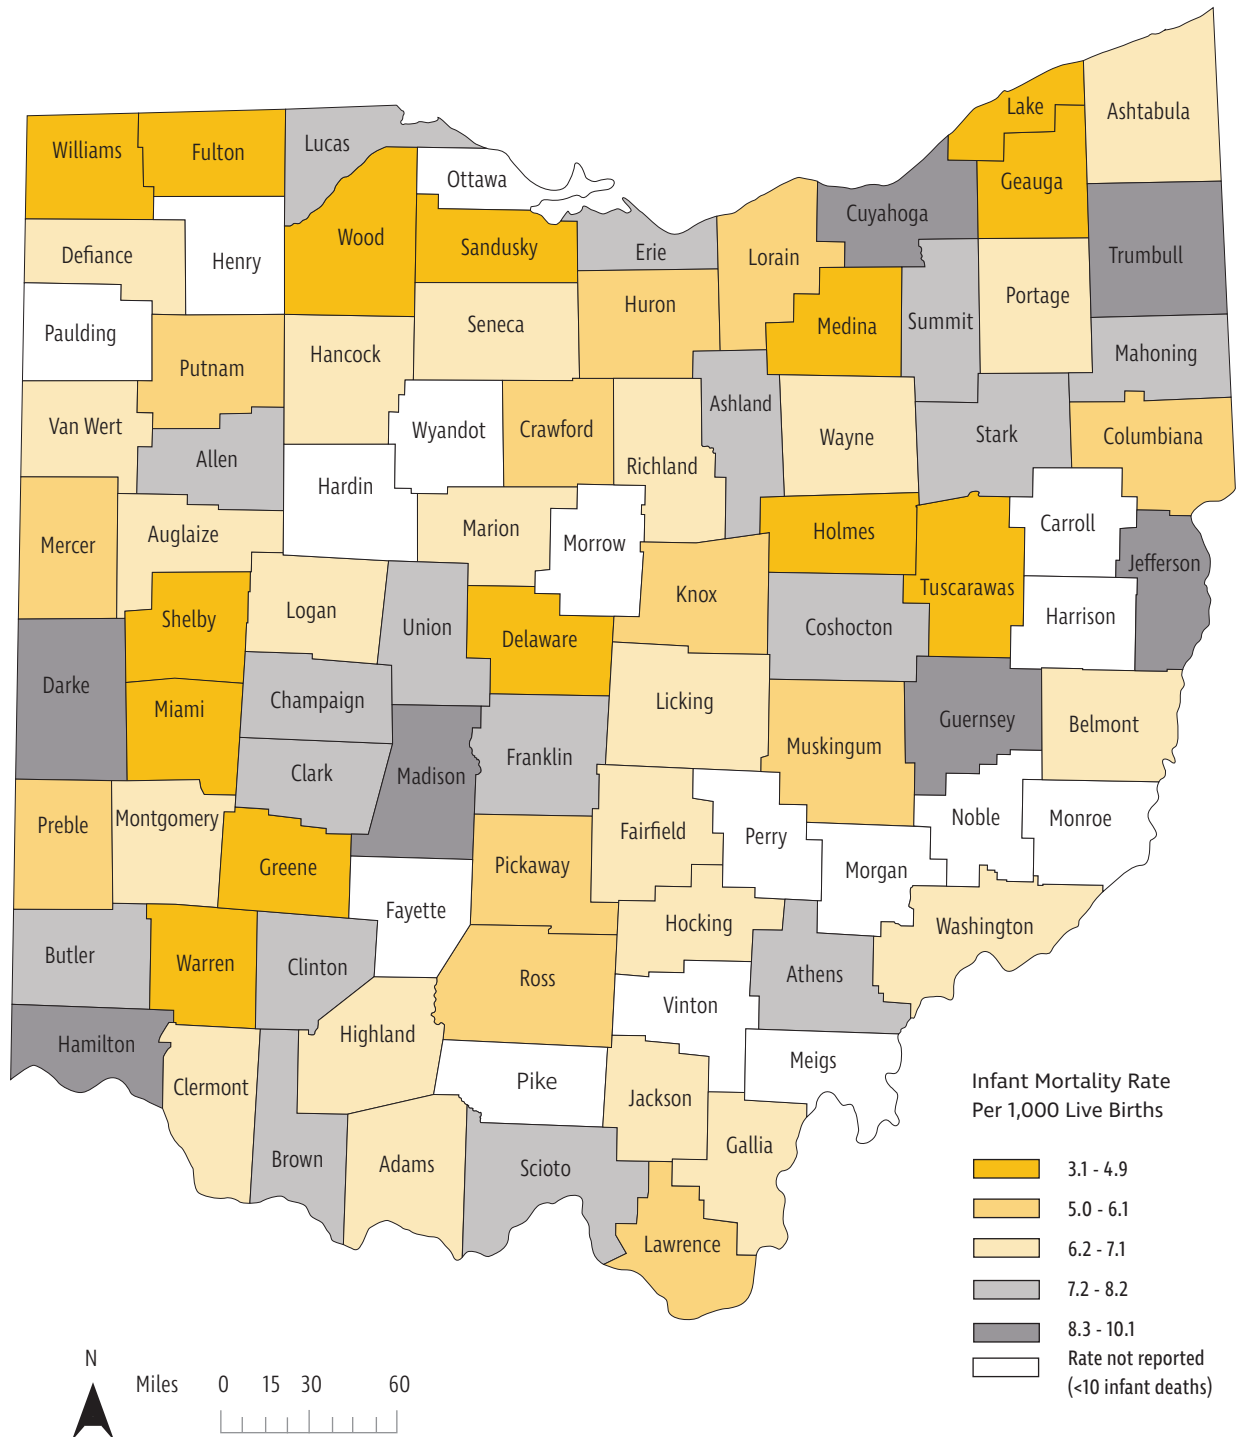 Lake
Ashtabula
Williams
Fulton
Lucas
Ottawa
Geauga
Cuyahoga
Wood
Sandusky
Erie
Lorain
Trumbull
Defiance
Henry
Huron
Portage
Paulding
Seneca
Medina
Summit
Mahoning
Putnam
Hancock
Ashland
Van Wert
Wyandot
Crawford
Wayne
Stark
Columbiana
Allen
Richland
Hardin
Mercer
Auglaize
Marion
Morrow
Holmes
Carroll
Jefferson
Shelby
Logan
Union
Delaware
Knox
Coshocton
Tuscarawas
Harrison
Darke
Miami
Champaign
Licking
Guernsey
Belmont
Clark
Madison
Franklin
Muskingum
Preble
Montgomery
Fairfield
Perry
Noble
Monroe
Greene
Pickaway
Morgan
Fayette
Hocking
Washington
Butler
Warren
Clinton
Ross
Athens
Vinton
Hamilton
Highland
Meigs
Clermont
Pike
Jackson
Brown
Adams
Scioto
Gallia
Lawrence
Infant Mortality Rate
Per 1,000 Live Births
3.1 - 4.9
5.0 - 6.1
6.2 - 7.1
7.2 - 8.2
8.3 - 10.1
Rate not reported
(<10 infant deaths)
N
Miles 0 15 30 60